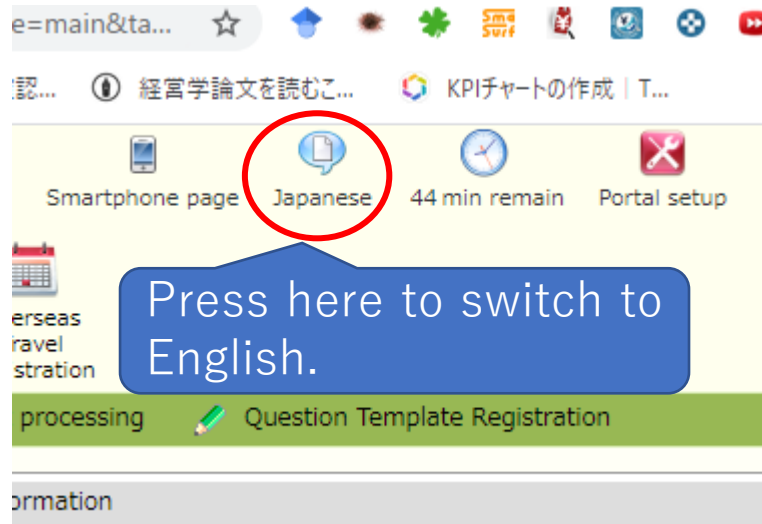 e=main&ta...
認... 経営学論文を読むこ... KPIチャートの作成 | T...
Smartphone page Japanese 44 min remain Portal setup
erseas
ravel
stration
Press here to switch to
English.
processing Question Template Registration
ormation